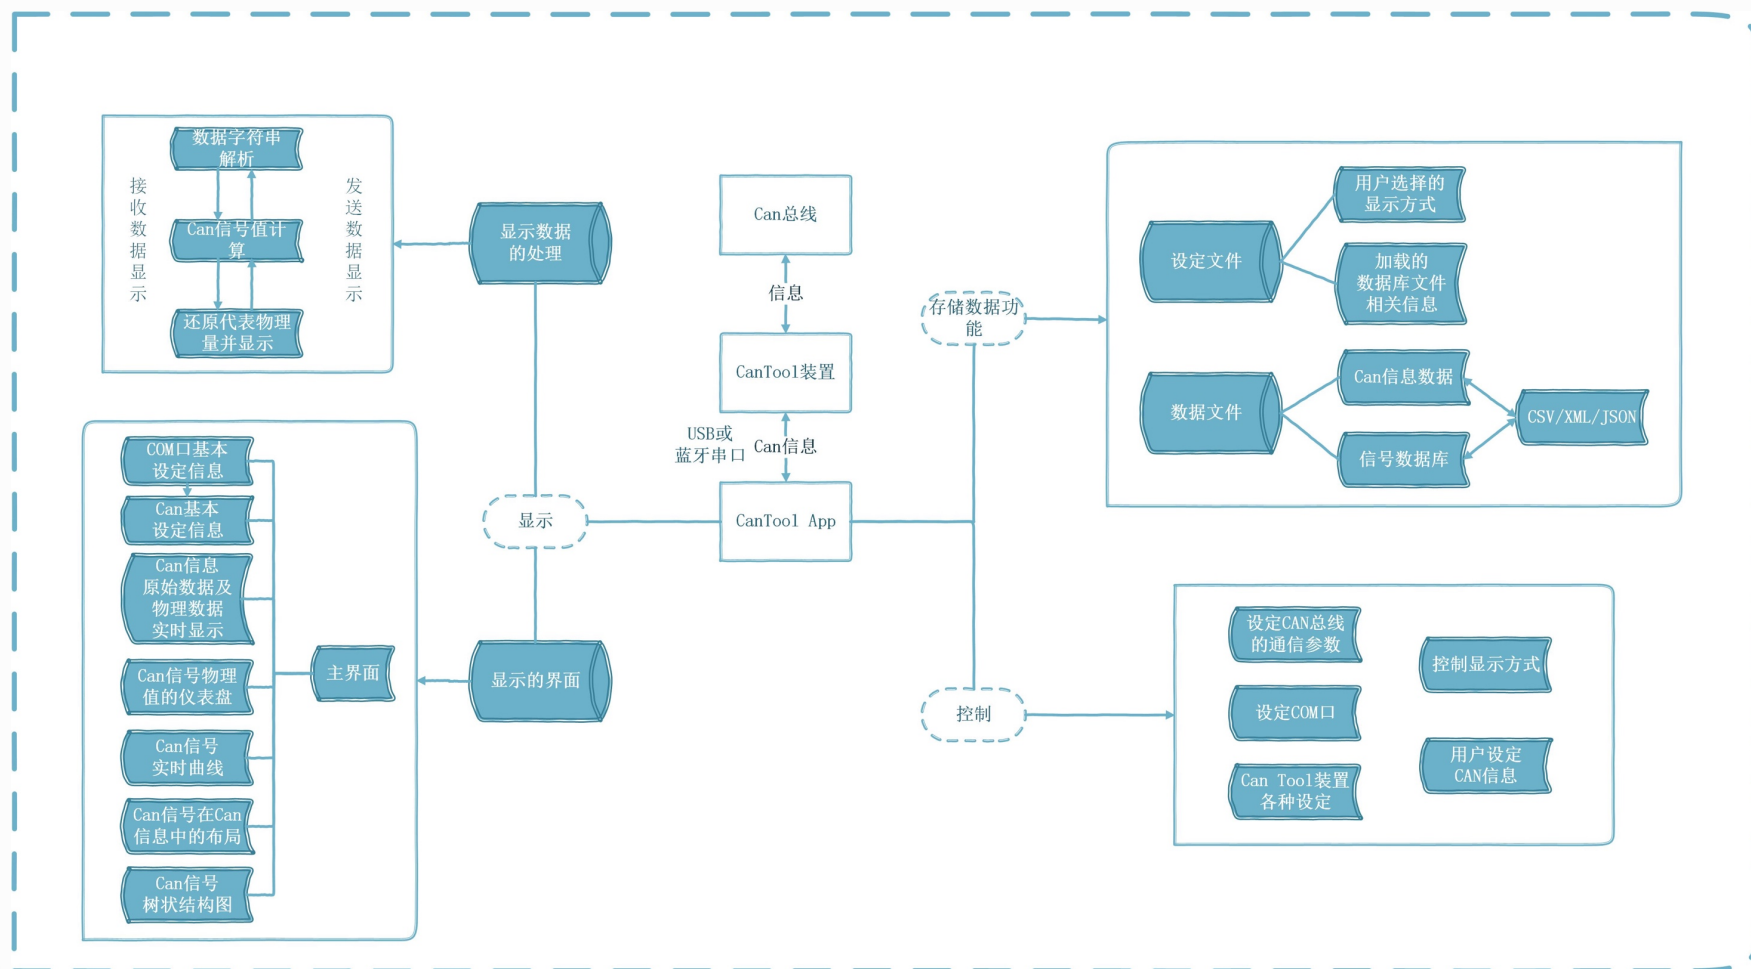 数据字符串
解析
接
收
数
据
显
示
发
送
数
据
显
示
Can信号值计
算
还原代表物理
量并显示
显示数据
的处理
COM口基本
设定信息
Can基本
设定信息
Can信息
原始数据及
物理数据
实时显示
Can信号物理
值的仪表盘
Can信号
实时曲线
Can信号在Can
信息中的布局
Can信号
树状结构图
主界面
显示的界面
显示
Can总线
信息
CanTool装置
USB或
蓝牙串口
Can信息
CanTool App
存储数据功
能
设定文件
用户选择的
显示方式
加载的
数据库文件
相关信息
数据文件
Can信息数据
信号数据库
CSV/XML/JSON
控制
设定CAN总线
的通信参数
设定COM口
Can Tool装置
各种设定
控制显示方式
用户设定
CAN信息